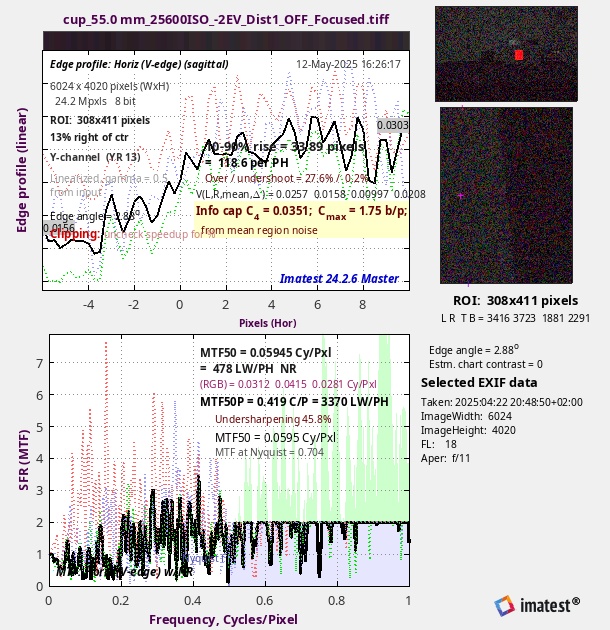 cup_55.0 mm_25600ISO_-2EV_Dist1_OFF_Focused.tiff
Edge profile: Horiz (V-edge) (sagittal)
12-May-2025 16:26:17
6024 x 4020 pixels (WxH)
24.2 Mpxls 8 bit
ROI: 308x411 pixels
13% right of ctr
Y-channel (YR 13)
Linearized, gamma = 0.5
from input
Edge angle = 2.88º
0.0156
Clipping: Uncheck speedup for %
0.0303
10-90% rise = 33.89 pixels
= 118.6 per PH
Over / undershoot = 27.6% / 0.2%
V(L,R,mean,Δ') = 0.0257 0.0158 0.00997 0.0208
Info cap C4 = 0.0351; Cmax = 1.75 b/p;
from mean region noise
Imatest 24.2.6 Master
Edge profile (linear)
-4 -2 0 2 4 6 8
Pixels (Hor)
ROI: 308x411 pixels
L R T B = 3416 3723 1881 2291
Edge angle = 2.88º
Estm. chart contrast = 0
Selected EXIF data
Taken: 2025:04:22 20:48:50+02:00
ImageWidth: 6024
ImageHeight: 4020
FL: 18
Aper: f/11
MTF50 = 0.05945 Cy/Pxl
= 478 LW/PH NR
(RGB) = 0.0312 0.0415 0.0281 Cy/Pxl
MTF50P = 0.419 C/P = 3370 LW/PH
Undersharpening 45.8%
MTF50 = 0.0595 Cy/Pxl
MTF at Nyquist = 0.704
SFR (MTF)
7
6
5
4
3
2
1
0
Nyquist
(V-edge) w/NR
0 0.2 0.4 0.6 0.8 1
Frequency, Cycles/Pixel
imatest®